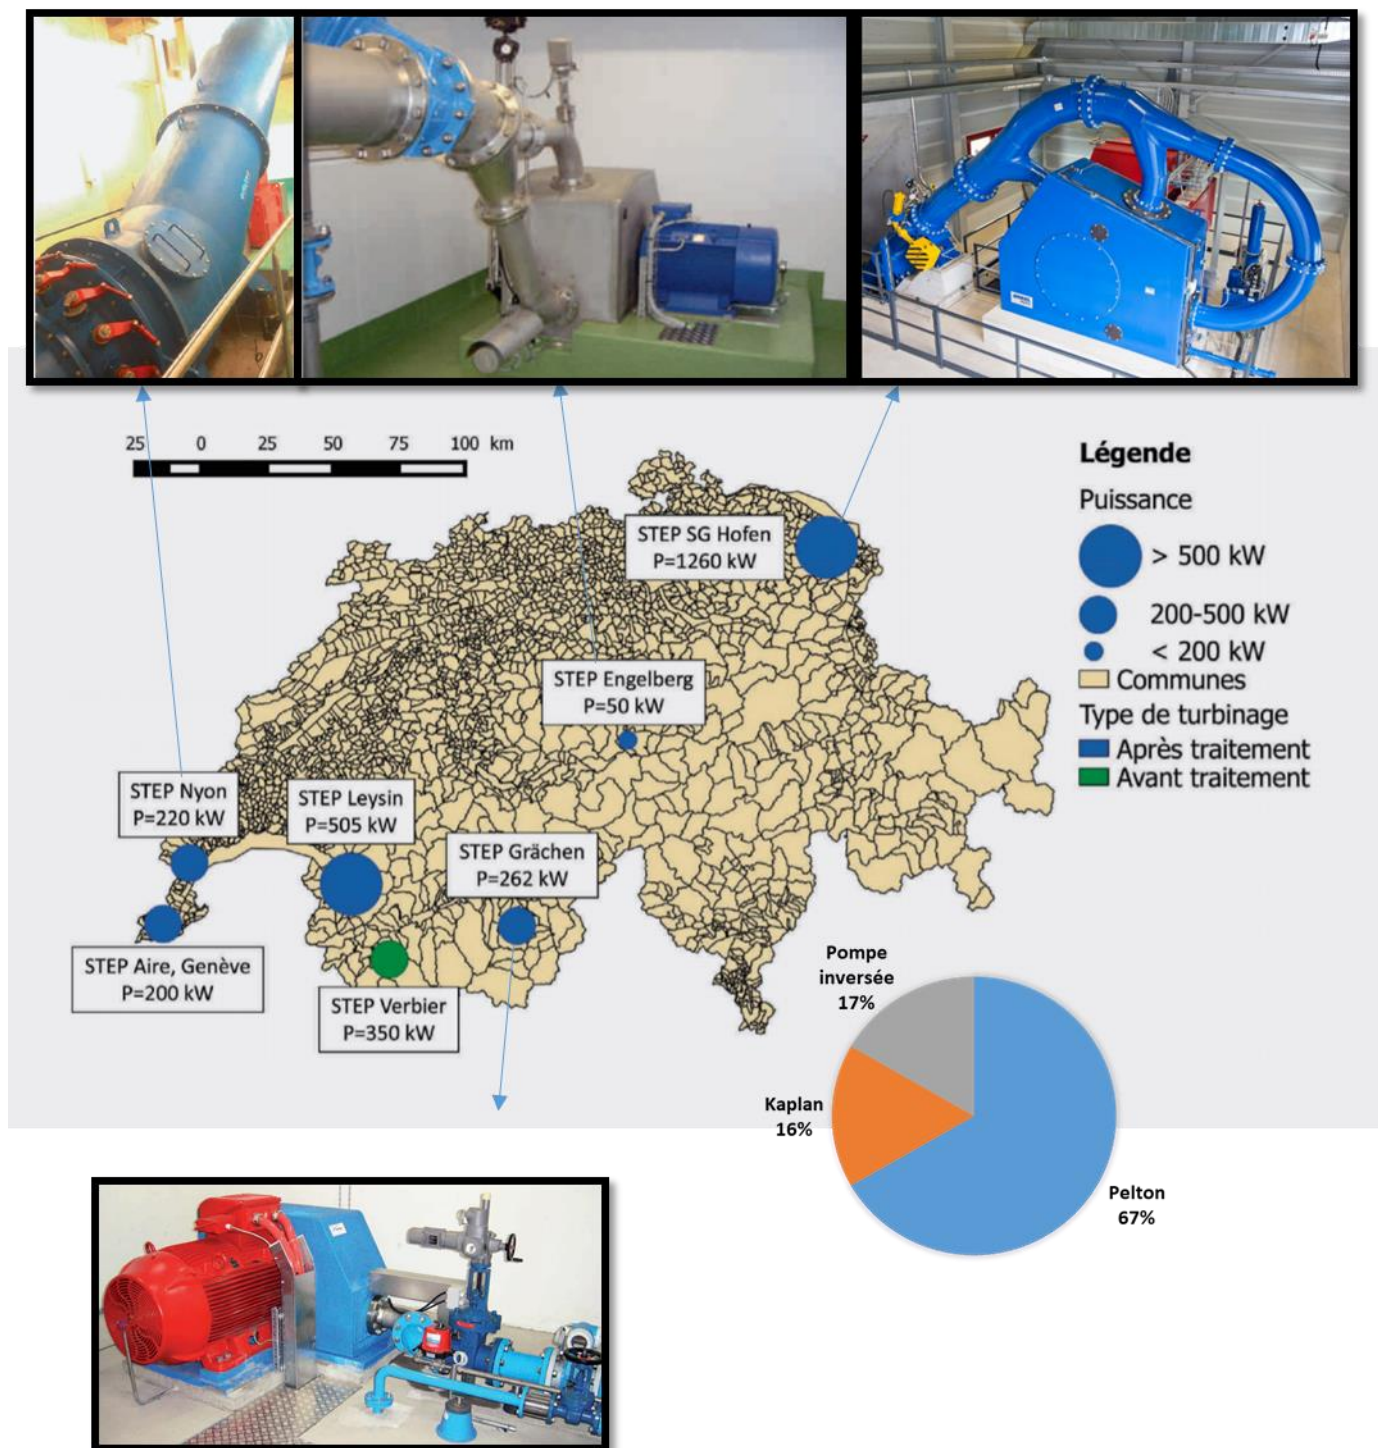 25 0 25 50 75 100 km
Légende
Puissance
> 500 kW
200-500 kW
< 200 kW
Communes
Type de turbinage
Après traitement
Avant traitement
STEP SG Hofen
P=1260 kW
STEP Engelberg
P=50 kW
STEP Nyon
P=220 kW
STEP Leysin
P=505 kW
STEP Grächen
P=262 kW
STEP Aire, Genève
P=200 kW
STEP Verbier
P=350 kW
Pompe
inversée
17%
Kaplan
16%
Pelton
67%